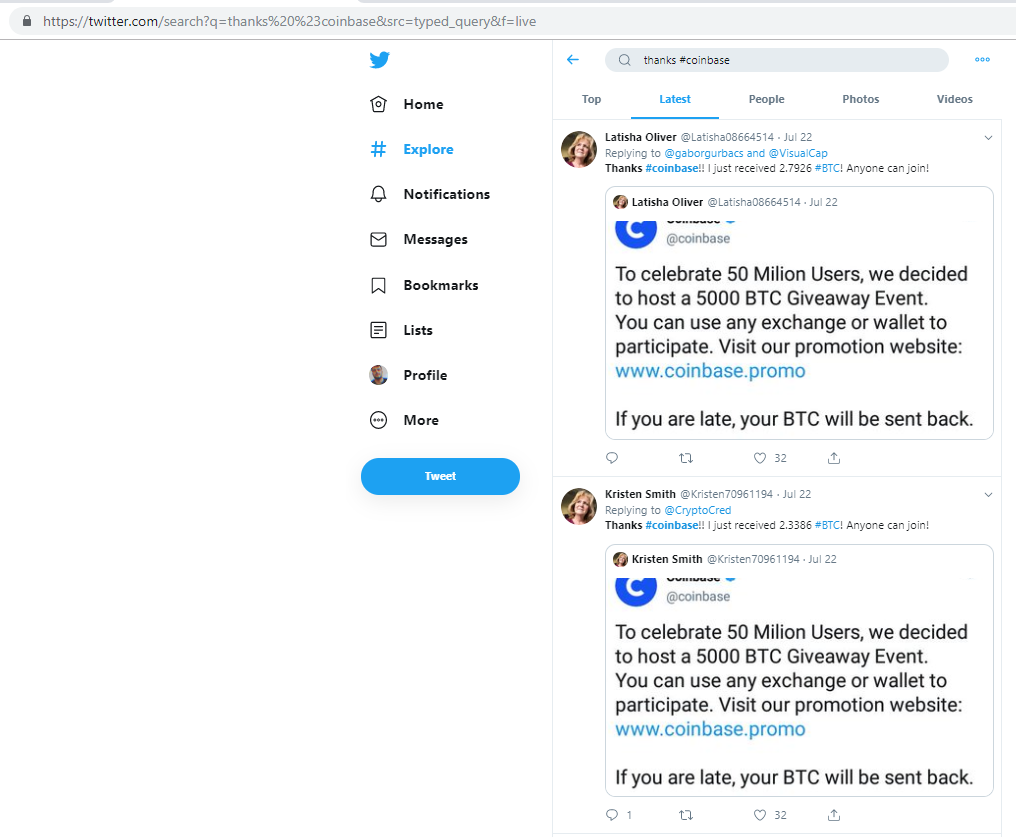 https://twitter.com/search?q=thanks%20%23coinbase&src=typed_query&f=live
thanks #coinbase
Home
Explore
Notifications
Messages
Bookmarks
Lists
Profile
More
Tweet
Top Latest People Photos Videos
Latisha Oliver @Latisha08664514 · Jul 22
Replying to @gaborgurbacs and @VisualCap
Thanks #coinbase!! I just received 2.7926 #BTC! Anyone can join!
Latisha Oliver @Latisha08664514 · Jul 22
Coinbase
@coinbase
To celebrate 50 Milion Users, we decided
to host a 5000 BTC Giveaway Event.
You can use any exchange or wallet to
participate. Visit our promotion website:
www.coinbase.promo
If you are late, your BTC will be sent back.
32
Kristen Smith @Kristen70961194 · Jul 22
Replying to @CryptoCred
Thanks #coinbase!! I just received 2.3386 #BTC! Anyone can join!
Kristen Smith @Kristen70961194 · Jul 22
Coinbase
@coinbase
To celebrate 50 Milion Users, we decided
to host a 5000 BTC Giveaway Event.
You can use any exchange or wallet to
participate. Visit our promotion website:
www.coinbase.promo
If you are late, your BTC will be sent back.
1 32